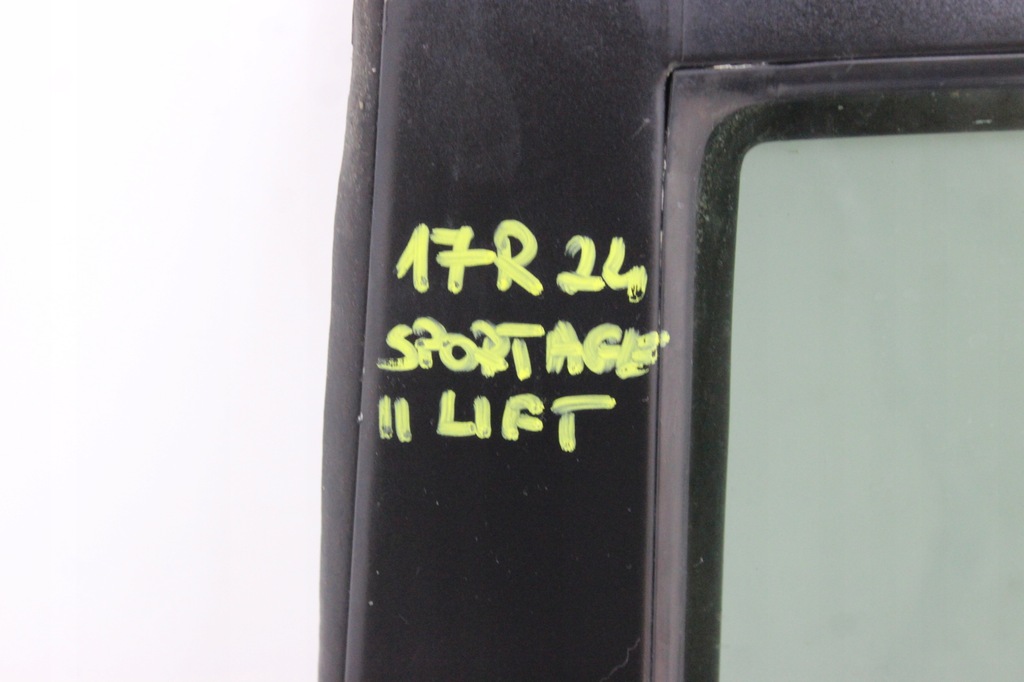 17R 24
SPORTAGE
II LIFT